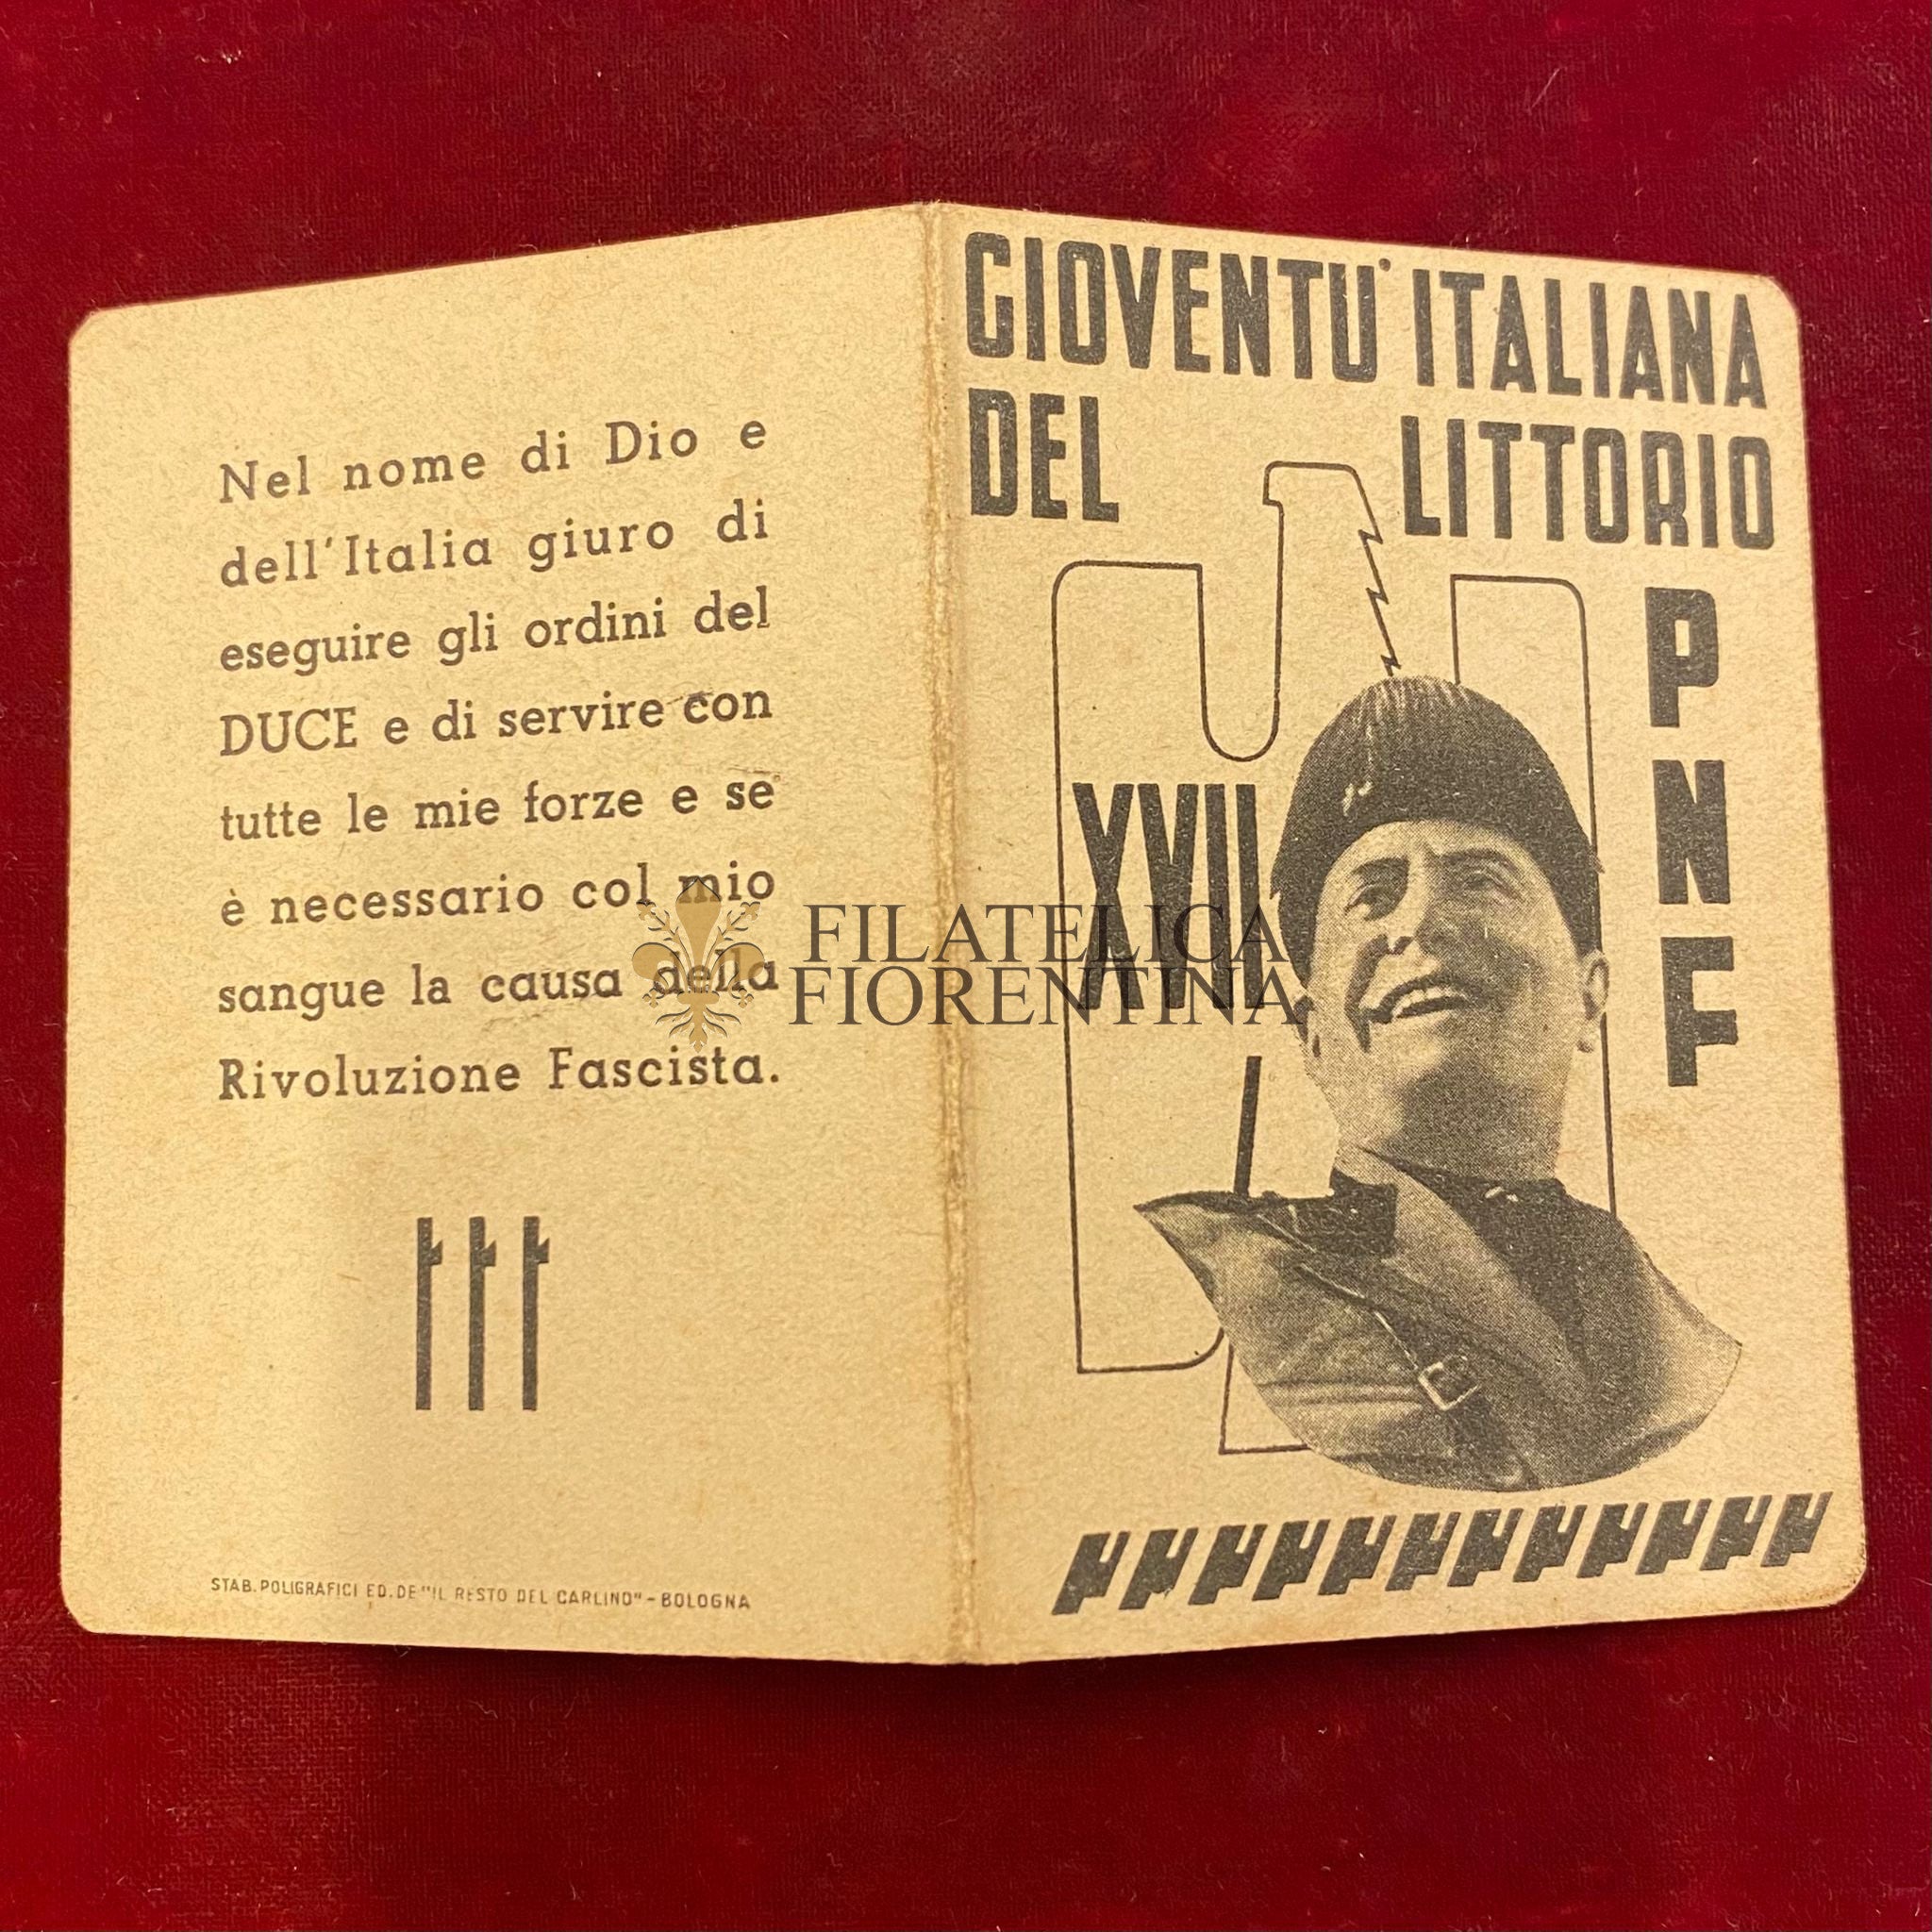 Nel nome di Dio e
dell'Italia giuro di
eseguire gli ordini del
DUCE e di servire con
tutte le mie forze e se
è necessario col mio
sangue la causa della
Rivoluzione Fascista.
STAB. POLIGRAFICI ED. DE "IL RESTO DEL CARLINO" - BOLOGNA
GIOVENTU' ITALIANA
DEL LITTORIO
PNF
XVII
FILATELICA
FIORENTINA